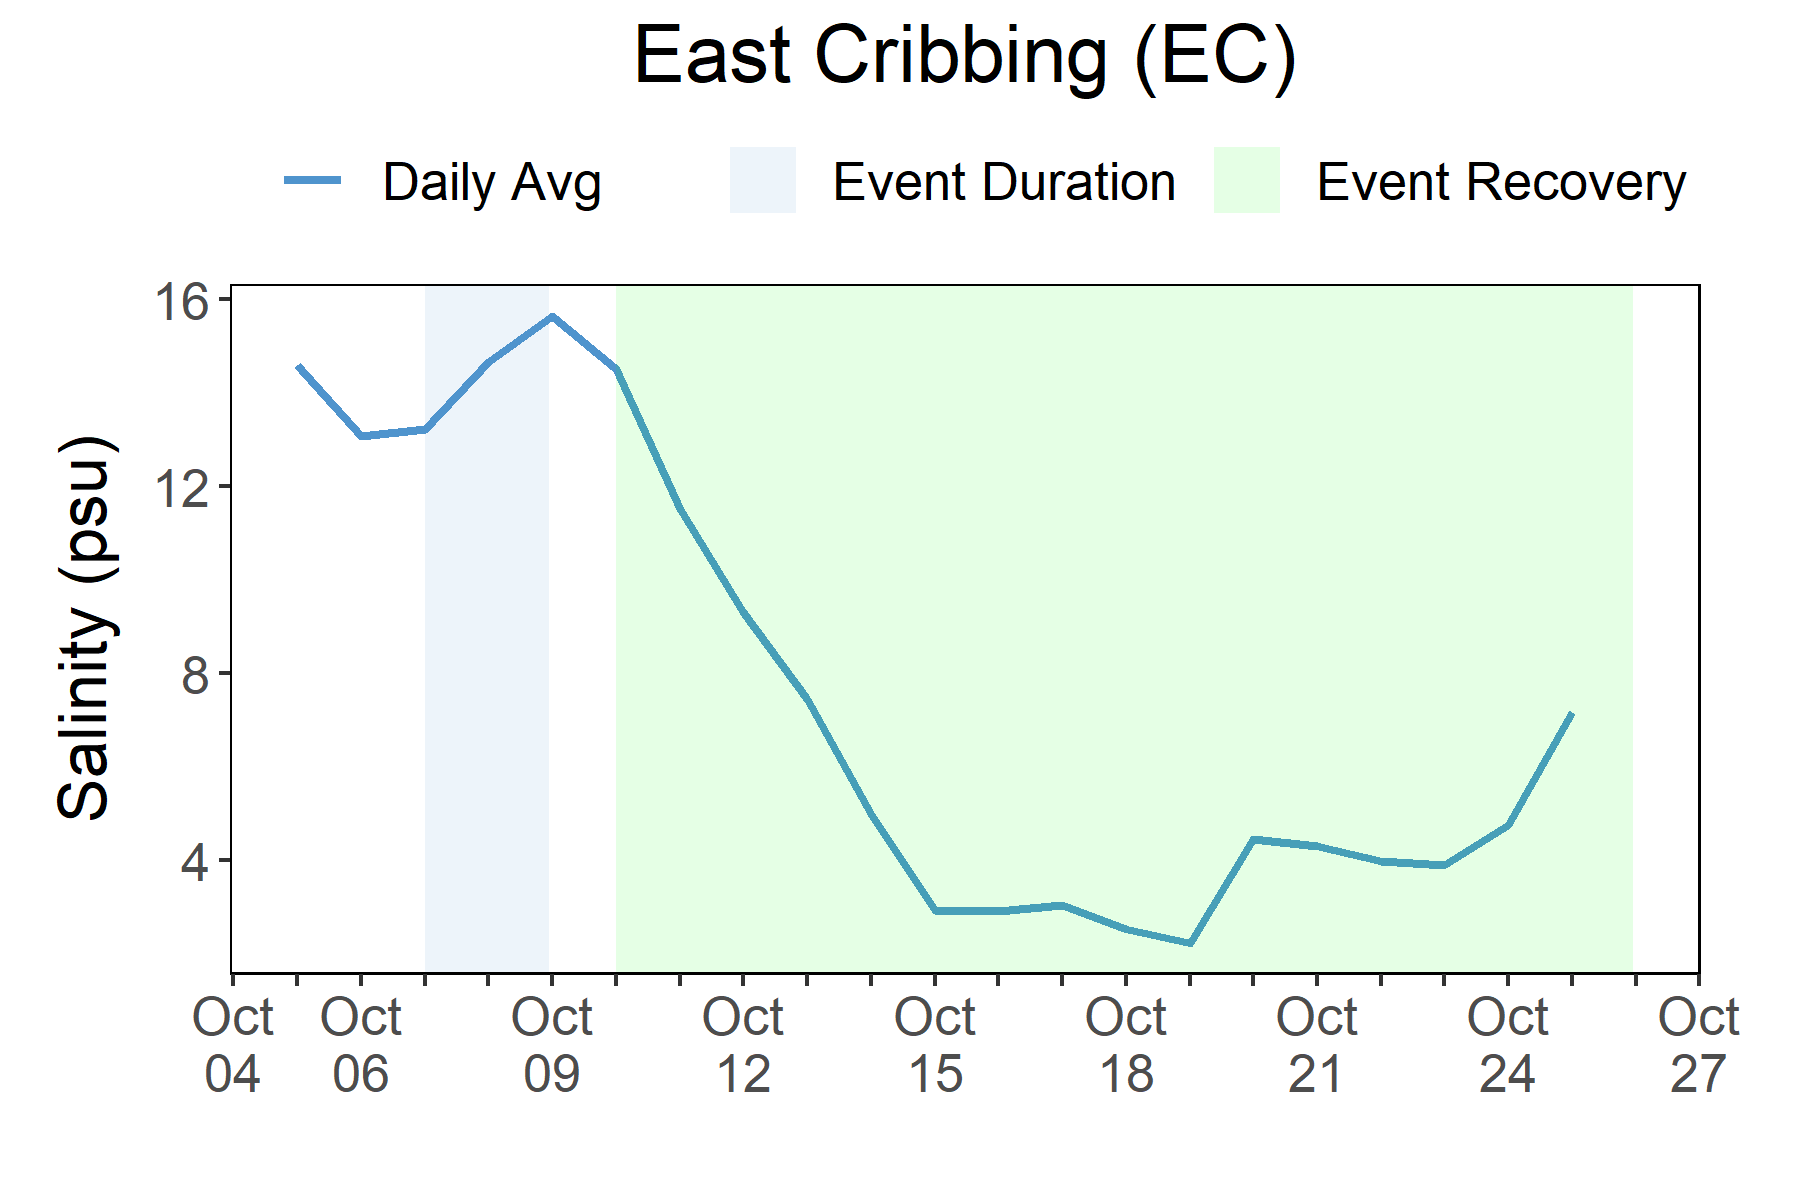 East Cribbing (EC)
Daily Avg Event Duration Event Recovery
Salinity (psu)
16
12
8
4
Oct Oct Oct Oct Oct Oct Oct Oct Oct
04 06 09 12 15 18 21 24 27